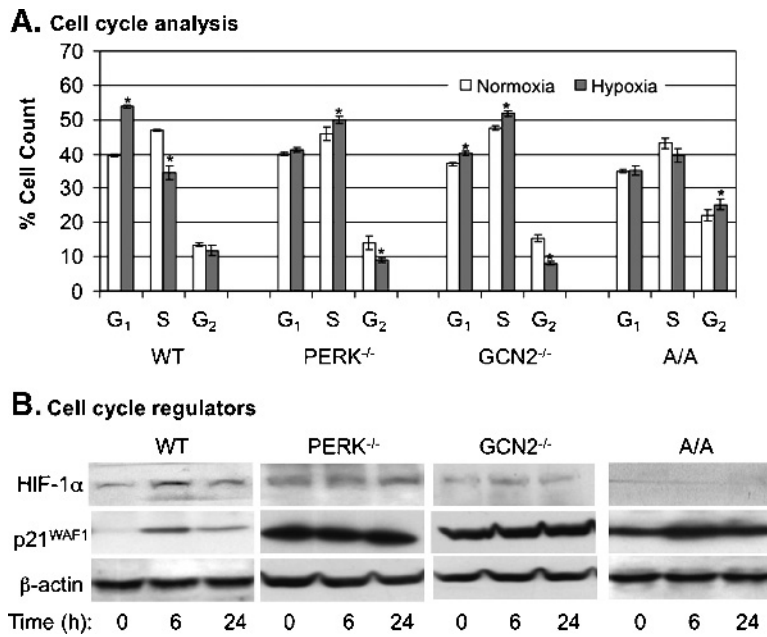 A. Cell cycle analysis
% Cell Count
70
60
50
40
30
20
10
0
Normoxia Hypoxia
* * * * * * * * *
G₁ S G₂ G₁ S G₂ G₁ S G₂ G₁ S G₂
WT PERK⁻/⁻ GCN2⁻/⁻ A/A
B. Cell cycle regulators
WT PERK⁻/⁻ GCN2⁻/⁻ A/A
HIF-1α
p21ᵂᴬᶠ¹
β-actin
Time (h): 0 6 24 0 6 24 0 6 24 0 6 24